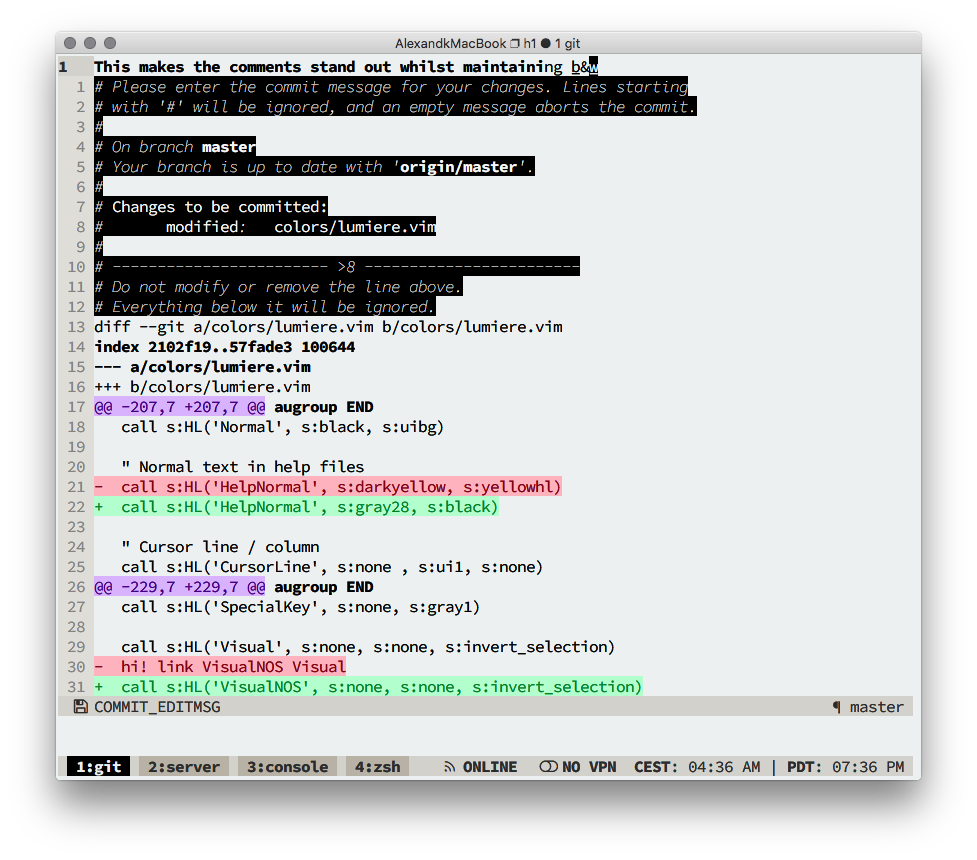 AlexandkMacBook ❐ h1 ● 1 git
1 This makes the comments stand out whilst maintaining b&w
1 # Please enter the commit message for your changes. Lines starting
2 # with '#' will be ignored, and an empty message aborts the commit.
3 #
4 # On branch master
5 # Your branch is up to date with 'origin/master'.
6 #
7 # Changes to be committed:
8 #       modified:   colors/lumiere.vim
9 #
10 # ------------------------ >8 ------------------------
11 # Do not modify or remove the line above.
12 # Everything below it will be ignored.
13 diff --git a/colors/lumiere.vim b/colors/lumiere.vim
14 index 2102f19..57fade3 100644
15 --- a/colors/lumiere.vim
16 +++ b/colors/lumiere.vim
17 @@ -207,7 +207,7 @@ augroup END
18    call s:HL('Normal', s:black, s:uibg)
19
20    " Normal text in help files
21 -  call s:HL('HelpNormal', s:darkyellow, s:yellowhl)
22 +  call s:HL('HelpNormal', s:gray28, s:black)
23
24    " Cursor line / column
25    call s:HL('CursorLine', s:none , s:ui1, s:none)
26 @@ -229,7 +229,7 @@ augroup END
27    call s:HL('SpecialKey', s:none, s:gray1)
28
29    call s:HL('Visual', s:none, s:none, s:invert_selection)
30 -  hi! link VisualNOS Visual
31 +  call s:HL('VisualNOS', s:none, s:none, s:invert_selection)
COMMIT_EDITMSG ¶ master
1:git 2:server 3:console 4:zsh ONLINE NO VPN CEST: 04:36 AM | PDT: 07:36 PM